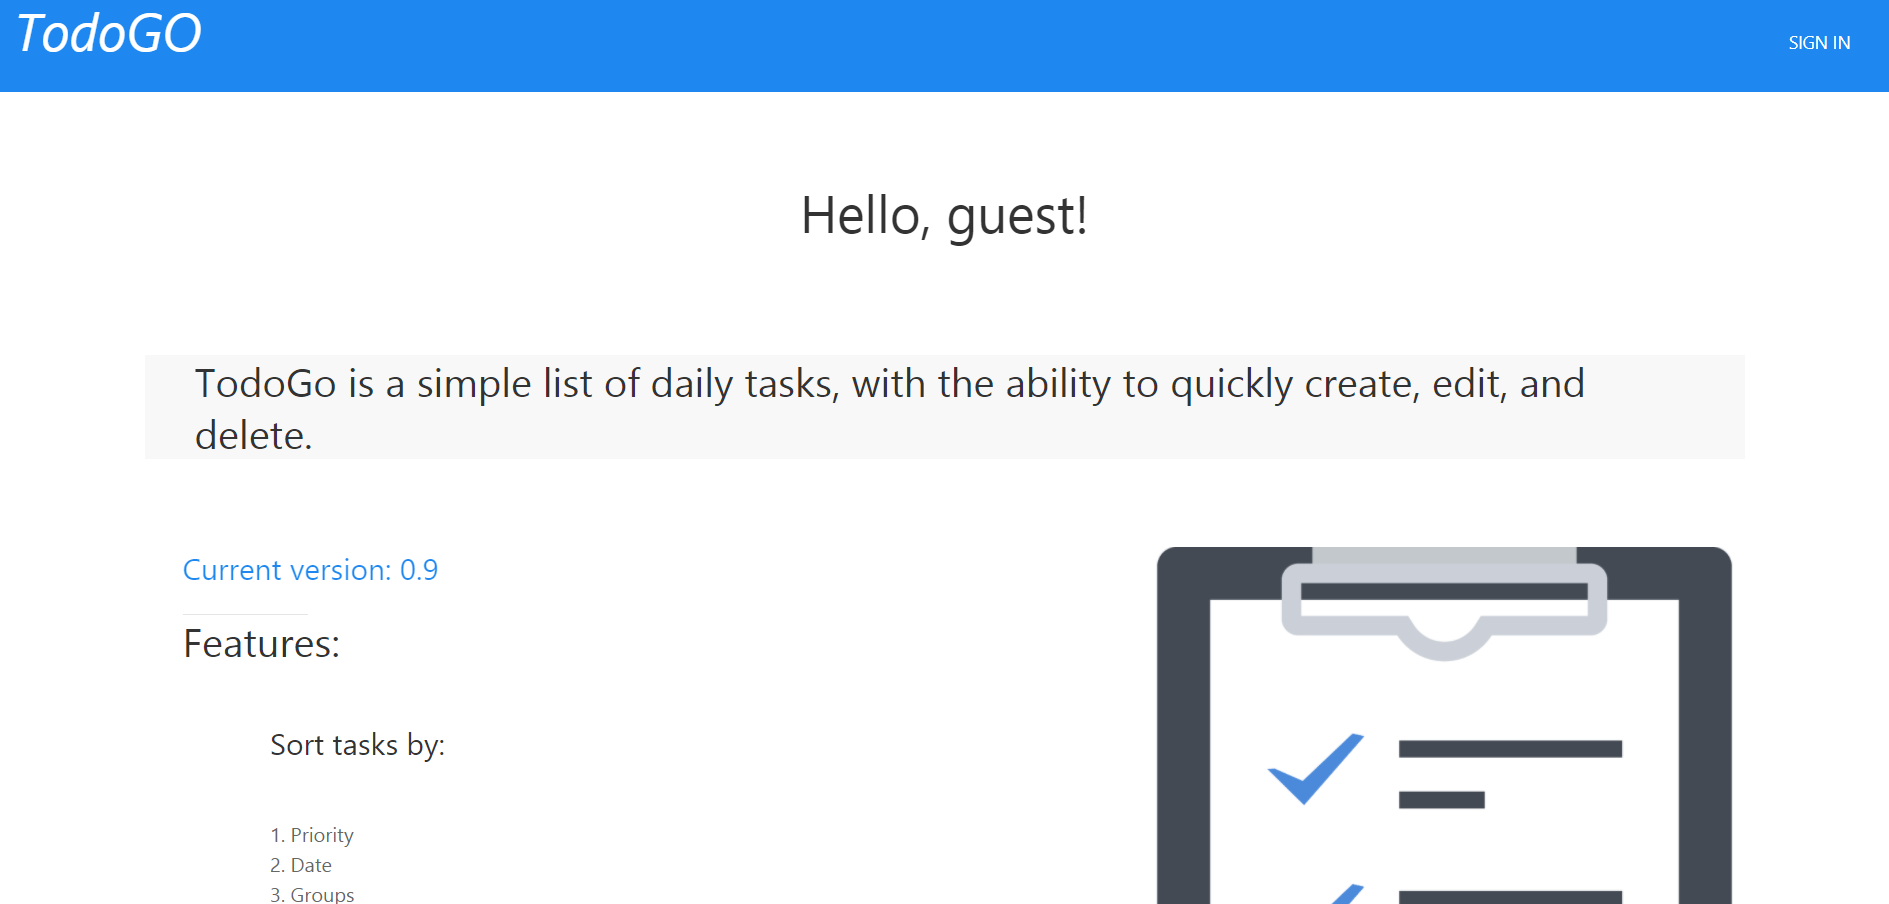 TodoGO
SIGN IN
Hello, guest!
TodoGo is a simple list of daily tasks, with the ability to quickly create, edit, and
delete.
Current version: 0.9
Features:
Sort tasks by:
1. Priority
2. Date
3. Groups